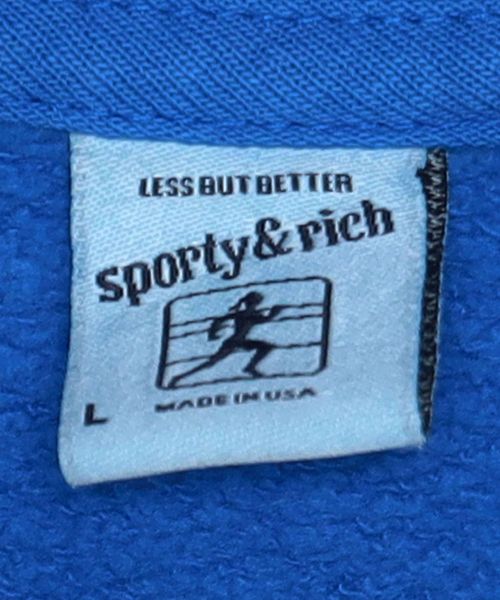 LESS BUT BETTER
sporty & rich
MADE IN USA
L